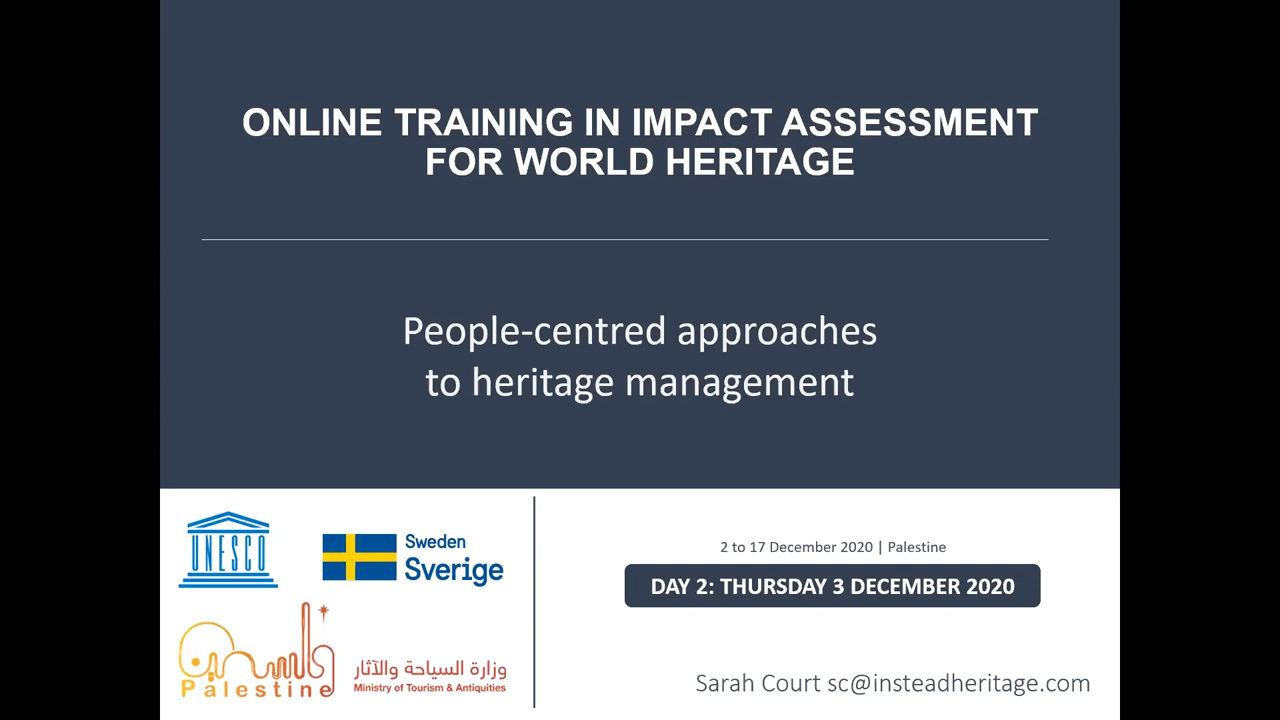 ONLINE TRAINING IN IMPACT ASSESSMENT
FOR WORLD HERITAGE
People-centred approaches
to heritage management
UNESCO
Sweden
Sverige
فلسطين
Palestine
وزارة السياحة والآثار
Ministry of Tourism & Antiquities
2 to 17 December 2020 | Palestine
DAY 2: THURSDAY 3 DECEMBER 2020
Sarah Court sc@insteadheritage.com